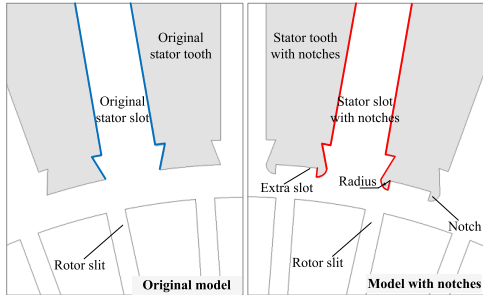 Original
stator tooth
Original
stator slot
Rotor slit
Original model
Stator tooth
with notches
Stator slot
with notches
Extra slot
Radius
Notch
Rotor slit
Model with notches